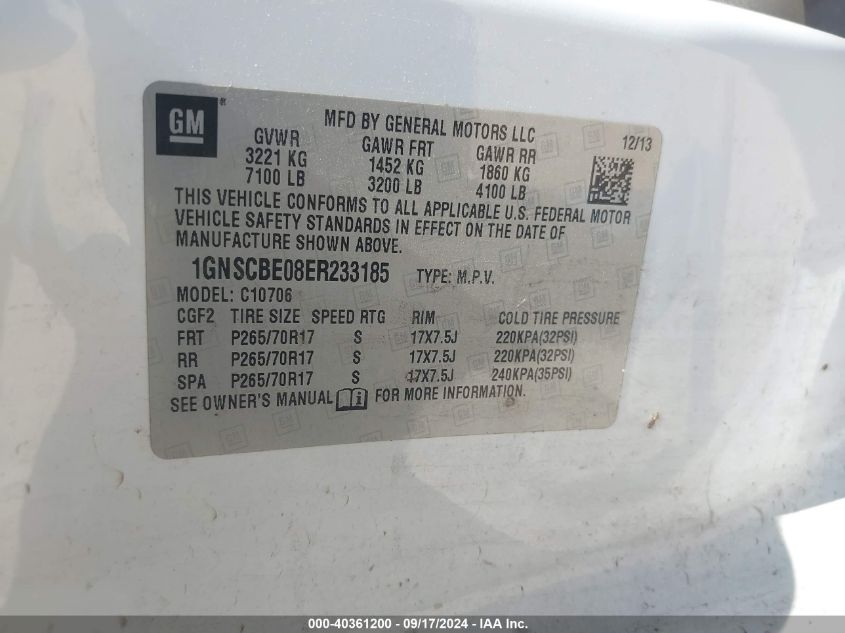 GM ®
MFD BY GENERAL MOTORS LLC
12/13
GVWR GAWR FRT GAWR RR
3221 KG 1452 KG 1860 KG
7100 LB 3200 LB 4100 LB
THIS VEHICLE CONFORMS TO ALL APPLICABLE U.S. FEDERAL MOTOR
VEHICLE SAFETY STANDARDS IN EFFECT ON THE DATE OF
MANUFACTURE SHOWN ABOVE.
1GNSCBE08ER233185 TYPE: M.P.V.
MODEL: C10706
CGF2 TIRE SIZE SPEED RTG RIM COLD TIRE PRESSURE
FRT P265/70R17 S 17X7.5J 220KPA(32PSI)
RR P265/70R17 S 17X7.5J 220KPA(32PSI)
SPA P265/70R17 S 17X7.5J 240KPA(35PSI)
SEE OWNER'S MANUAL i FOR MORE INFORMATION.
000-40361200 - 09/17/2024 - IAA Inc.